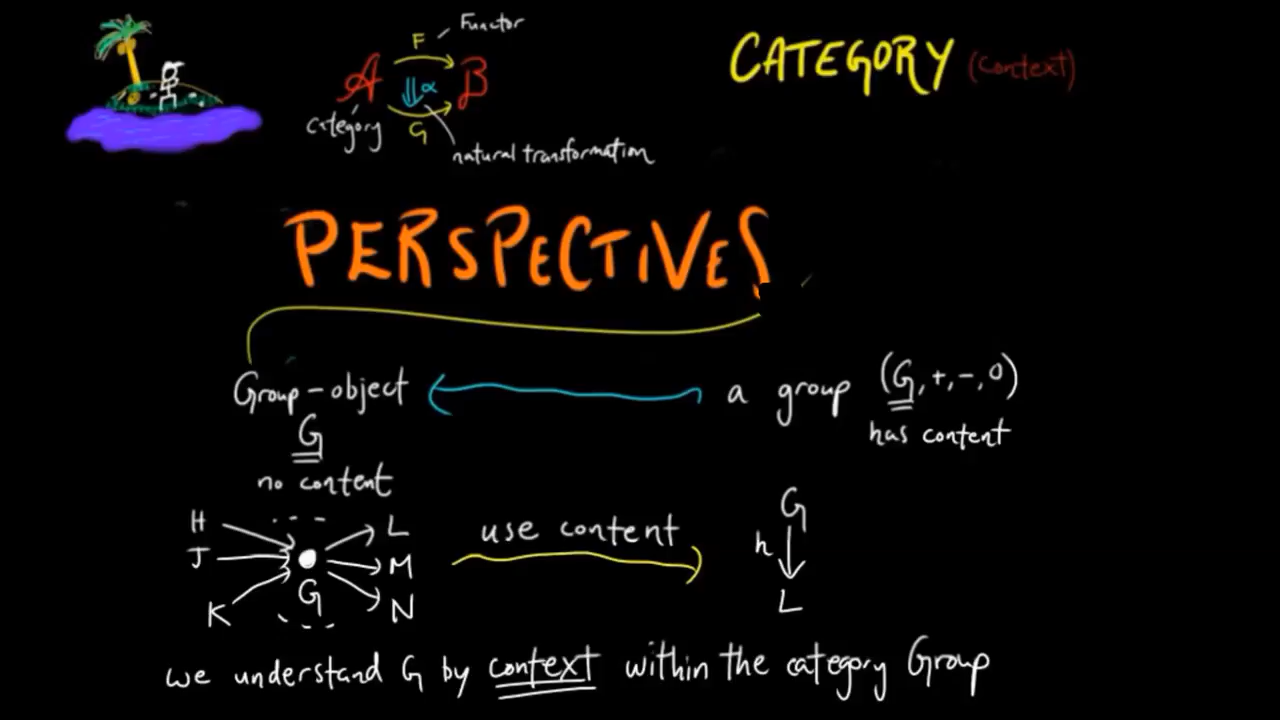 F Functor
A α B
category G
natural transformation
CATEGORY (context)
PERSPECTIVES
Group-object a group (G, +, -, 0)
G has content
no content
H L use content G
J M h
G
K N L
we understand G by context within the category Group